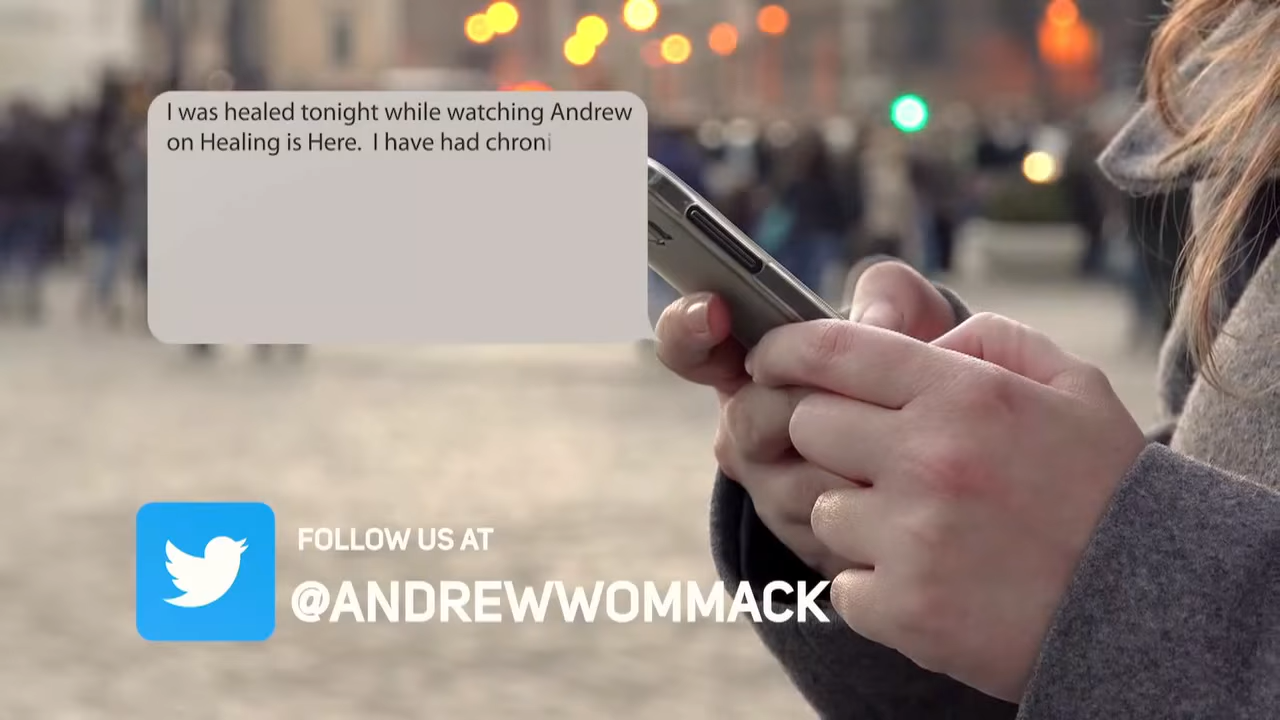 I was healed tonight while watching Andrew
on Healing is Here.  I have had chroni
FOLLOW US AT
@ANDREWWOMMACK